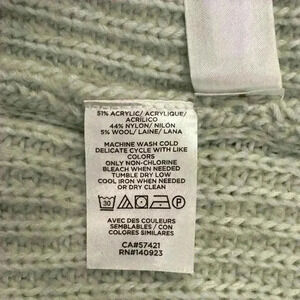 51% ACRYLIC/ ACRYLIQUE/
ACRÍLICO
44% NYLON/ NILÓN
5% WOOL/ LAINE/ LANA
MACHINE WASH COLD
DELICATE CYCLE WITH LIKE
COLORS
ONLY NON-CHLORINE
BLEACH WHEN NEEDED
TUMBLE DRY LOW
COOL IRON WHEN NEEDED
OR DRY CLEAN
30
AVEC DES COULEURS
SEMBLABLES / CON
COLORES SIMILARES
CA#57421
RN#140923